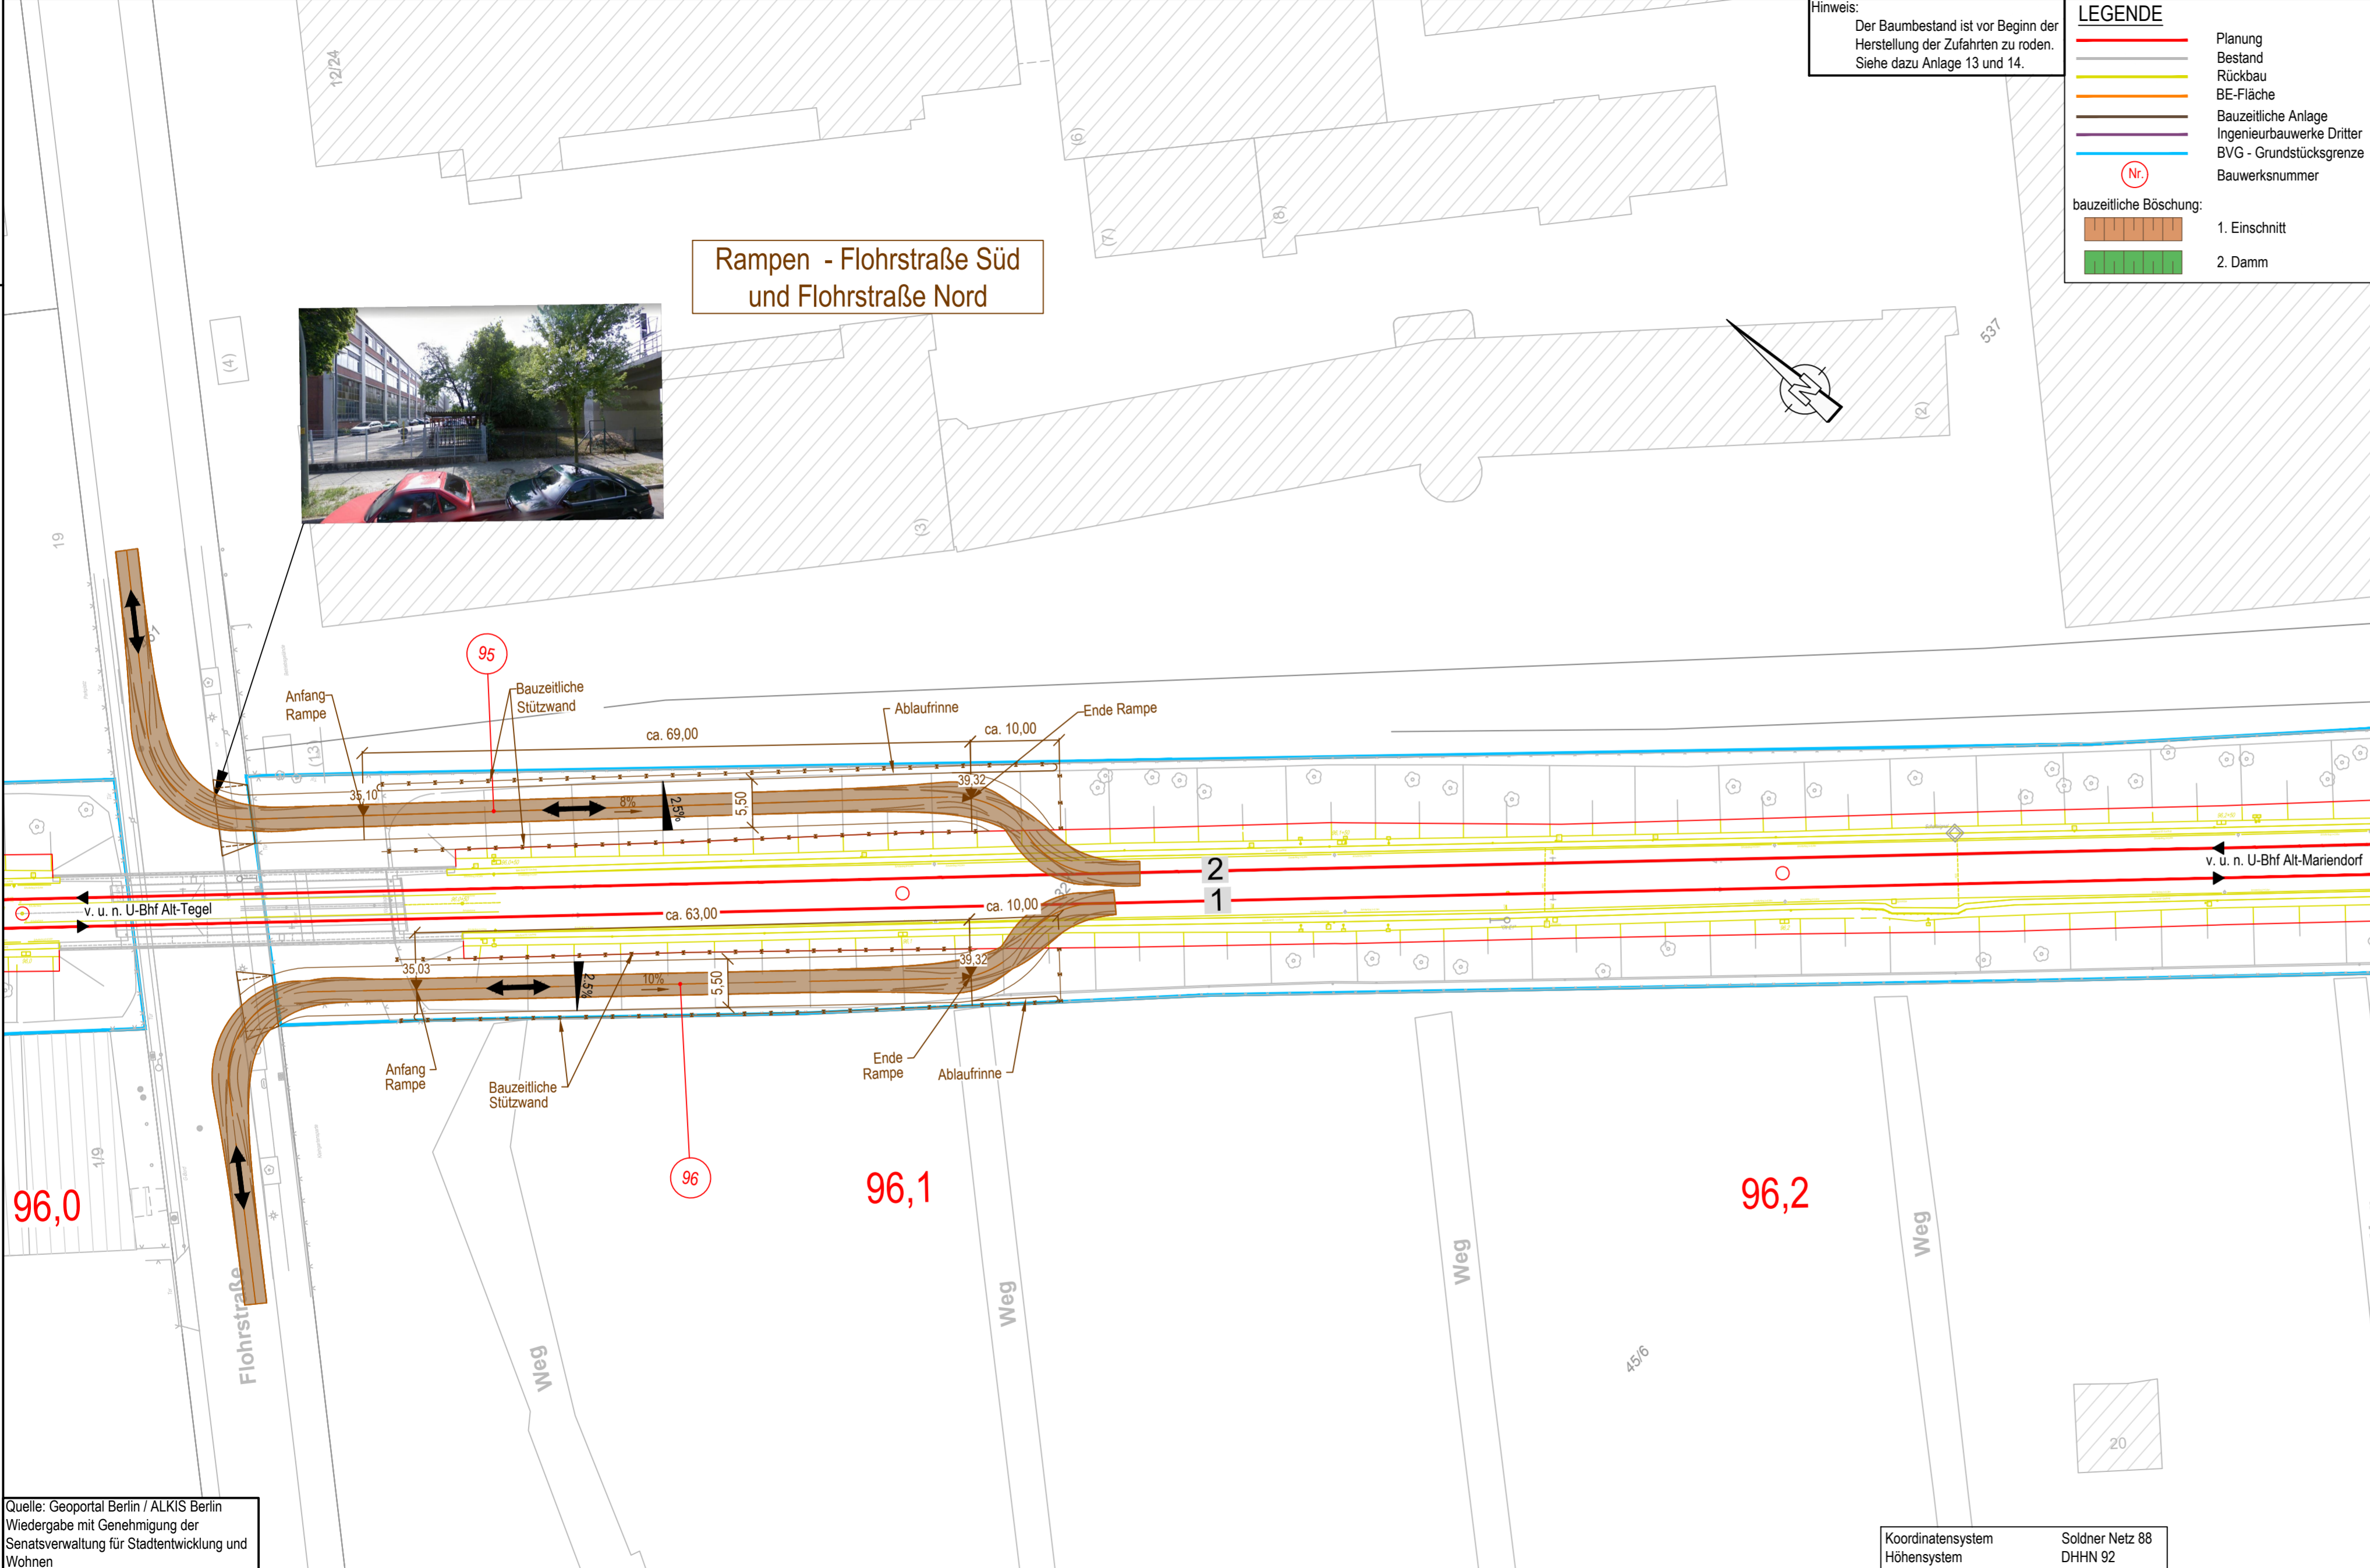 Hinweis:
Der Baumbestand ist vor Beginn der
Herstellung der Zufahrten zu roden.
Siehe dazu Anlage 13 und 14.
LEGENDE
Planung
Bestand
Rückbau
BE-Fläche
Bauzeitliche Anlage
Ingenieurbauwerke Dritter
BVG - Grundstücksgrenze
Nr.
Bauwerksnummer
bauzeitliche Böschung:
1. Einschnitt
2. Damm
12/24
(6)
(7)
(8)
(4)
Rampen - Flohrstraße Süd
und Flohrstraße Nord
537
(2)
(3)
19
95
Anfang
Rampe
Bauzeitliche
Stützwand
Ablaufrinne
Ende Rampe
ca. 69,00
ca. 10,00
(13)
35,10
8%
2,5%
5,50
39,32
2
1
v. u. n. U-Bhf Alt-Mariendorf
v. u. n. U-Bhf Alt-Tegel
ca. 63,00
ca. 10,00
35,03
10%
2,5%
5,50
39,32
Anfang
Rampe
Bauzeitliche
Stützwand
Ende
Rampe
Ablaufrinne
96
1/9
96,0
96,1
96,2
Flohrstraße
Weg
Weg
Weg
Weg
45/6
20
Quelle: Geoportal Berlin / ALKIS Berlin
Wiedergabe mit Genehmigung der
Senatsverwaltung für Stadtentwicklung und
Wohnen
Koordinatensystem Soldner Netz 88
Höhensystem DHHN 92